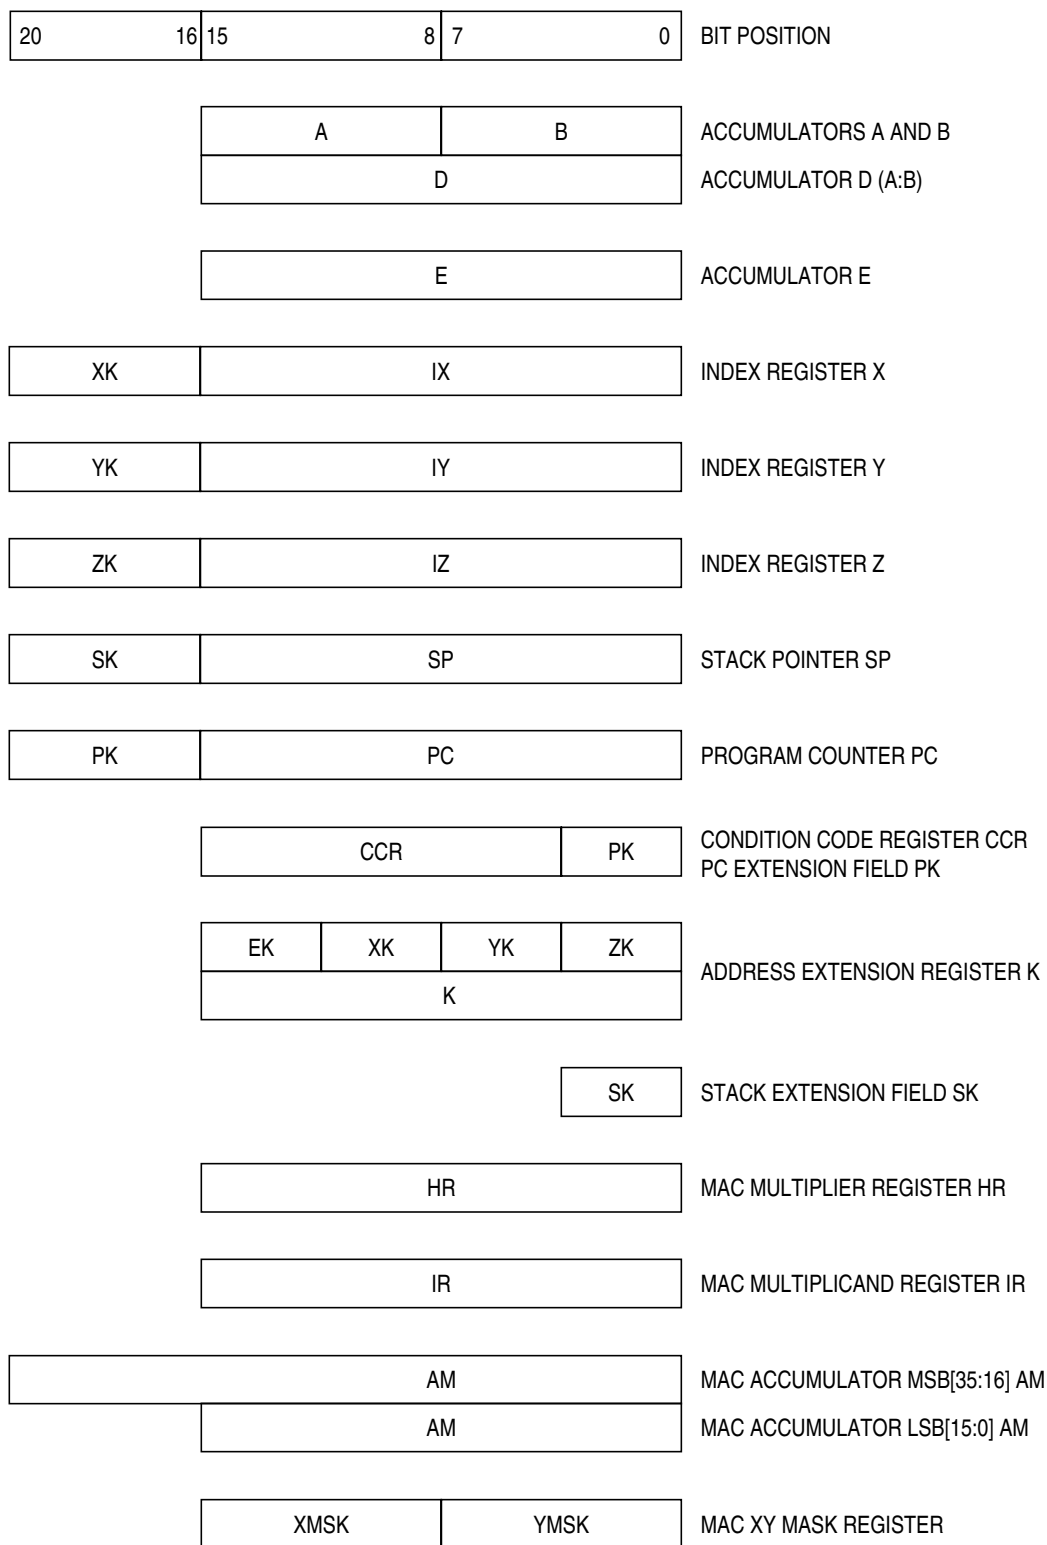 20 16 15 8 7 0 BIT POSITION
A B ACCUMULATORS A AND B
D ACCUMULATOR D (A:B)
E ACCUMULATOR E
XK IX INDEX REGISTER X
YK IY INDEX REGISTER Y
ZK IZ INDEX REGISTER Z
SK SP STACK POINTER SP
PK PC PROGRAM COUNTER PC
CCR PK CONDITION CODE REGISTER CCR
PC EXTENSION FIELD PK
EK XK YK ZK
ADDRESS EXTENSION REGISTER K
K
SK STACK EXTENSION FIELD SK
HR MAC MULTIPLIER REGISTER HR
IR MAC MULTIPLICAND REGISTER IR
AM MAC ACCUMULATOR MSB[35:16] AM
AM MAC ACCUMULATOR LSB[15:0] AM
XMSK YMSK MAC XY MASK REGISTER